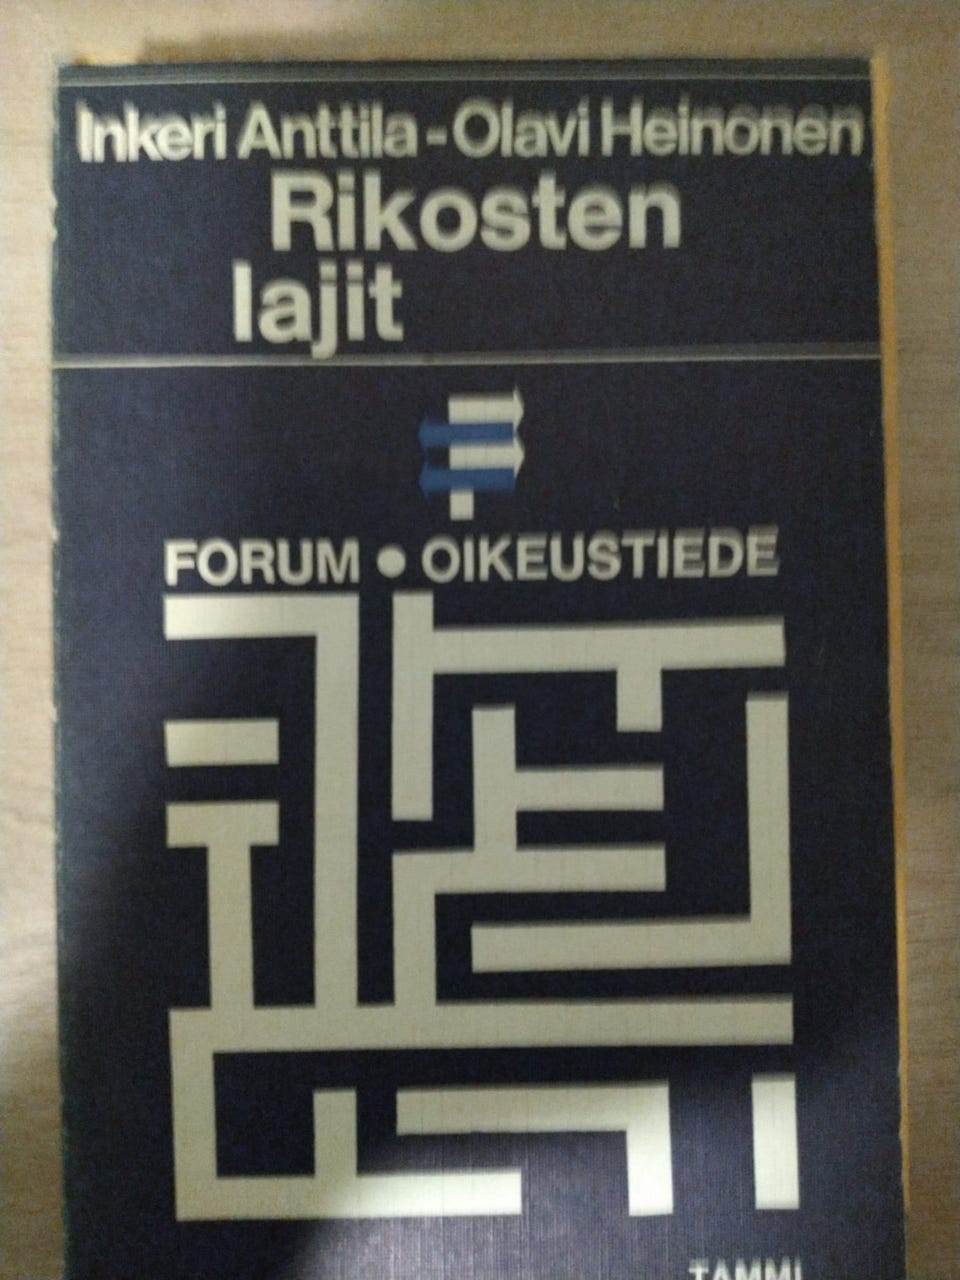 Inkeri Anttila - Olavi Heinonen
Rikosten
lajit
FORUM • OIKEUSTIEDE
TAMMI